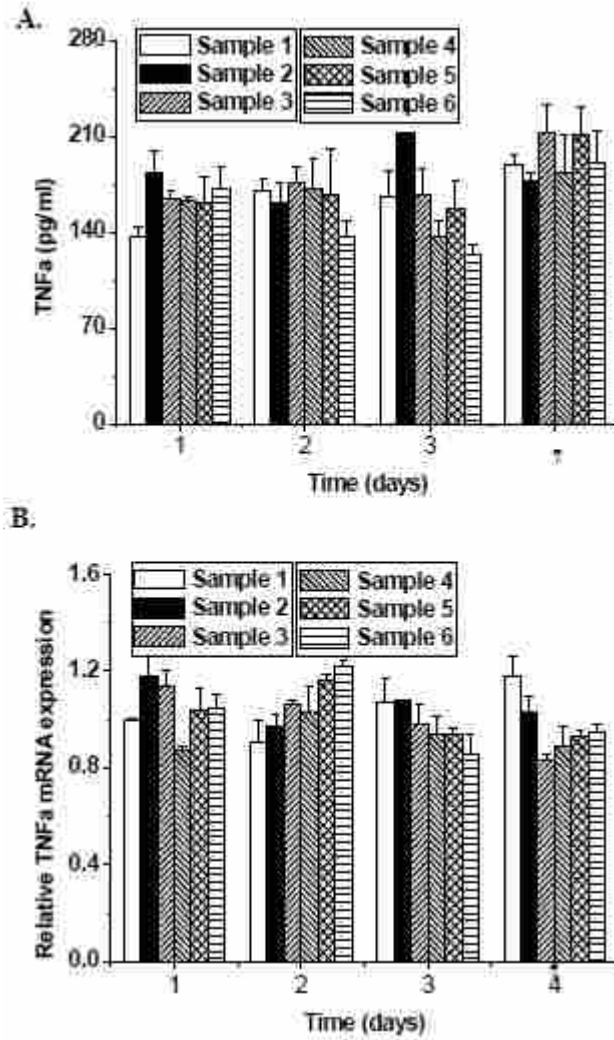 A.
280
Sample 1 Sample 4
Sample 2 Sample 5
Sample 3 Sample 6
210
140
70
0
TNFa (pg/ml)
1 2 3
Time (days)
B.
1.6
Sample 1 Sample 4
Sample 2 Sample 5
Sample 3 Sample 6
1.2
0.8
0.4
0.0
Relative TNFa mRNA expression
1 2 3 4
Time (days)